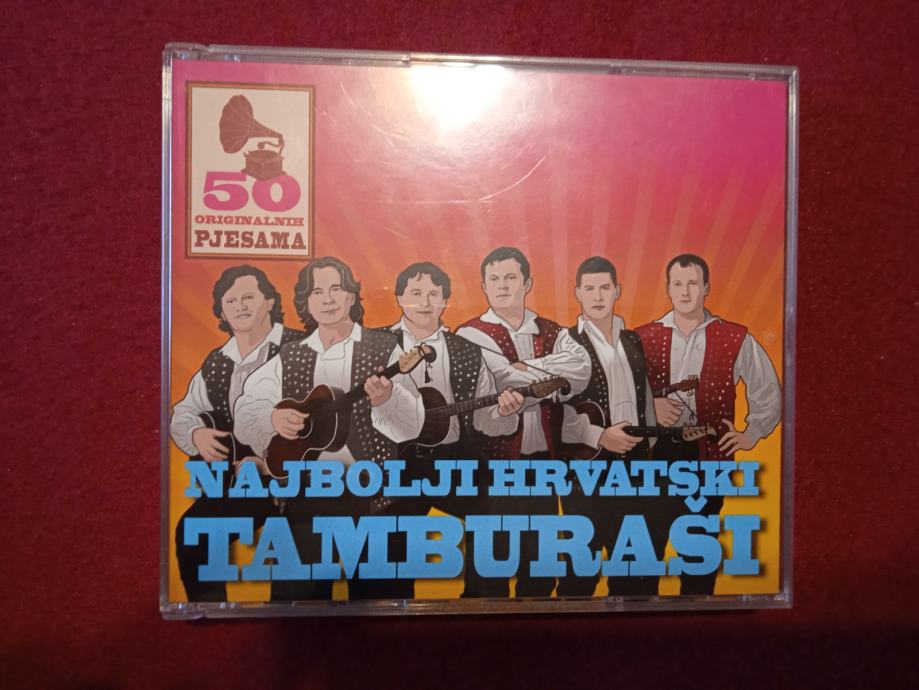 50
ORIGINALNIH
PJESAMA
NAJBOLJI HRVATSKI
TAMBURAŠI